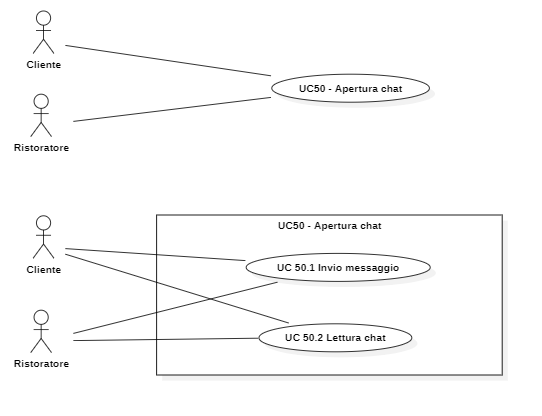 Cliente
UC50 - Apertura chat
Ristoratore
UC50 - Apertura chat
Cliente
UC 50.1 Invio messaggio
UC 50.2 Lettura chat
Ristoratore